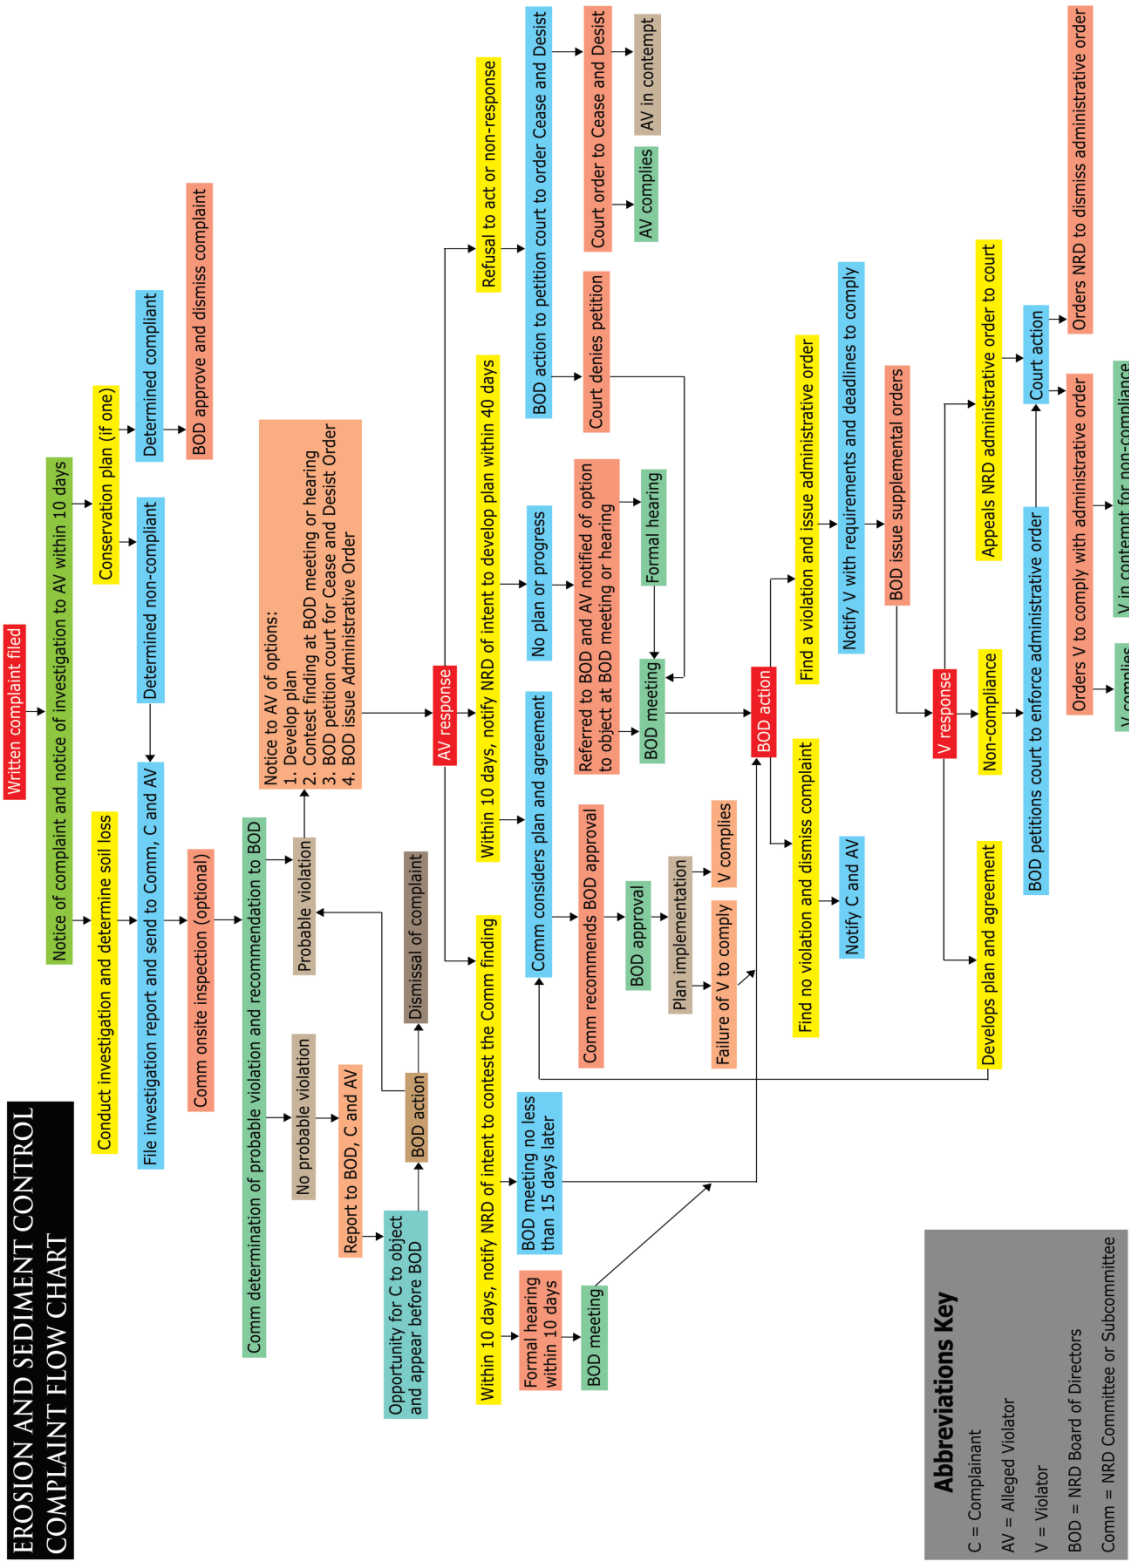 EROSION AND SEDIMENT CONTROL
COMPLAINT FLOW CHART
Written complaint filed
Notice of complaint and notice of investigation to AV within 10 days
Conduct investigation and determine soil loss
Conservation plan (if one)
File investigation report and send to Comm, C and AV
Determined non-compliant
Determined compliant
Comm onsite inspection (optional)
BOD approve and dismiss complaint
Comm determination of probable violation and recommendation to BOD
No probable violation
Probable violation
Notice to AV of options:
1. Develop plan
2. Contest finding at BOD meeting or hearing
3. BOD petition court for Cease and Desist Order
4. BOD issue Administrative Order
Report to BOD, C and AV
Opportunity for C to object
and appear before BOD
BOD action
Dismissal of complaint
AV response
Within 10 days, notify NRD of intent to contest the Comm finding
Within 10 days, notify NRD of intent to develop plan within 40 days
Refusal to act or non-response
Formal hearing
within 10 days
BOD meeting no less
than 15 days later
Comm considers plan and agreement
No plan or progress
BOD action to petition court to order Cease and Desist
BOD meeting
Comm recommends BOD approval
Referred to BOD and AV notified of option
to object at BOD meeting or hearing
Court denies petition
Court order to Cease and Desist
BOD approval
BOD meeting
Formal hearing
AV complies
AV in contempt
Plan implementation
Failure of V to comply
V complies
BOD action
Find no violation and dismiss complaint
Find a violation and issue administrative order
Notify C and AV
Notify V with requirements and deadlines to comply
BOD issue supplemental orders
V response
Develops plan and agreement
Non-compliance
Appeals NRD administrative order to court
BOD petitions court to enforce administrative order
Court action
Orders V to comply with administrative order
Orders NRD to dismiss administrative order
V complies
V in contempt for non-compliance
Abbreviations Key
C = Complainant
AV = Alleged Violator
V = Violator
BOD = NRD Board of Directors
Comm = NRD Committee or Subcommittee